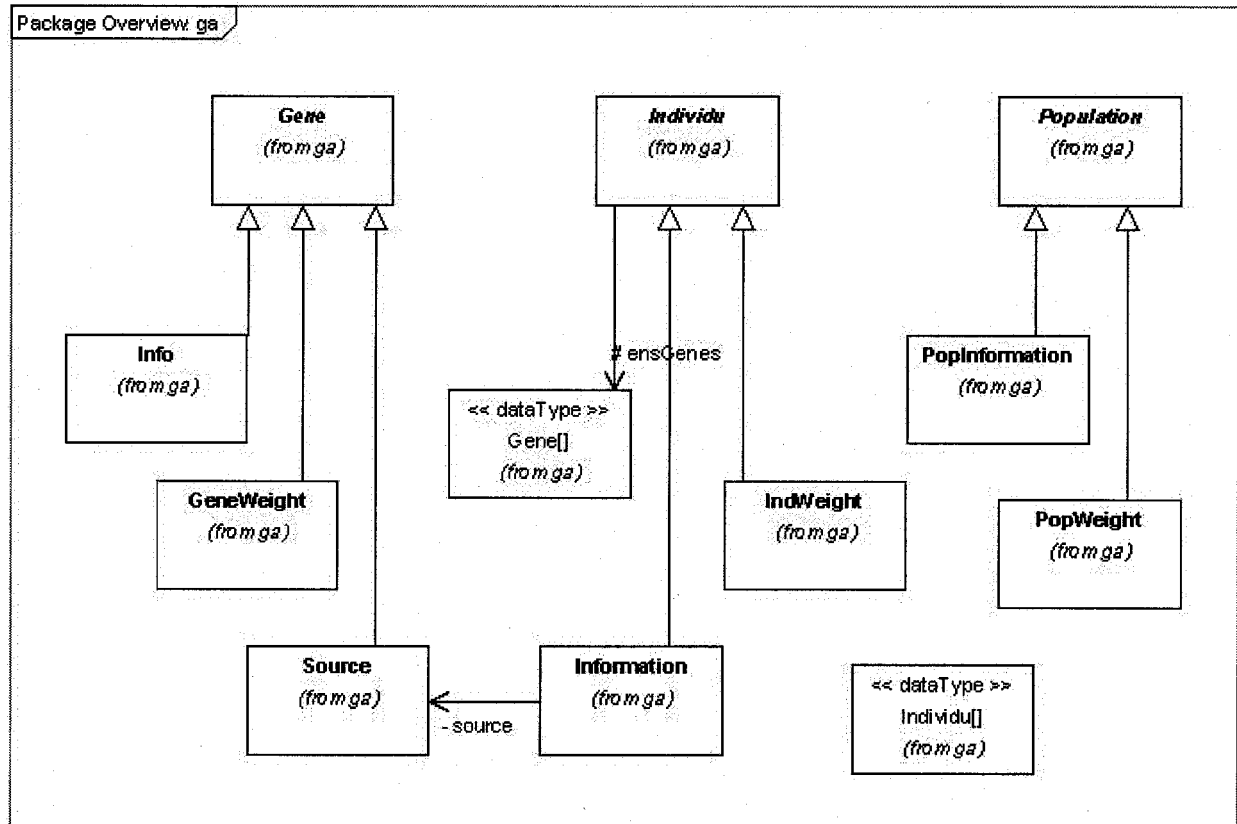 Package Overview: ga
Gene
(from ga)
Individu
(from ga)
Population
(from ga)
Info
(from ga)
# ensGenes
PopInformation
(from ga)
<< dataType >>
Gene[]
(from ga)
GeneWeight
(from ga)
IndWeight
(from ga)
PopWeight
(from ga)
Source
(from ga)
Information
(from ga)
- source
<< dataType >>
Individu[]
(from ga)